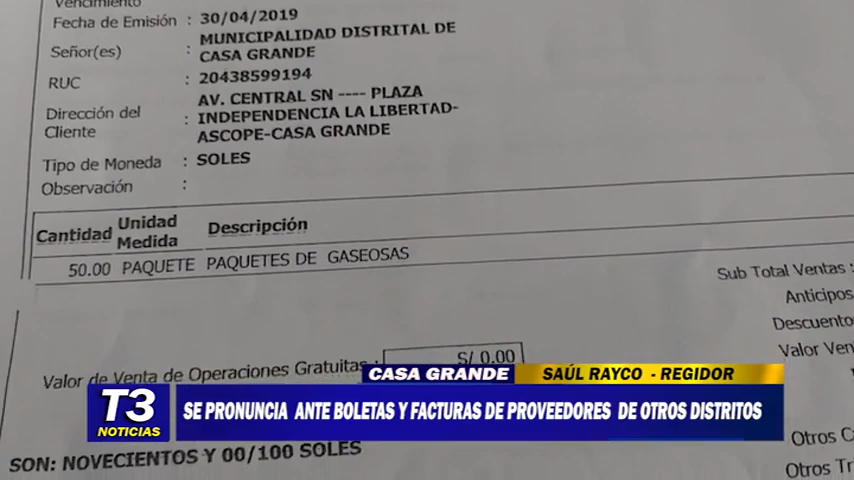 Vencimiento
Fecha de Emisión : 30/04/2019
Señor(es) : MUNICIPALIDAD DISTRITAL DE
CASA GRANDE
RUC : 20438599194
Dirección del Cliente : AV. CENTRAL SN ---- PLAZA
INDEPENDENCIA LA LIBERTAD-
ASCOPE-CASA GRANDE
Tipo de Moneda : SOLES
Observación :
Cantidad Unidad Medida Descripción
50.00 PAQUETE PAQUETES DE GASEOSAS
Sub Total Ventas :
Anticipos
Descuento
Valor Ven
Valor de Venta de Operaciones Gratuitas : S/ 0.00
Otros C
Otros Tr
SON: NOVECIENTOS Y 00/100 SOLES
CASA GRANDE SAÚL RAYCO - REGIDOR
T3
NOTICIAS
SE PRONUNCIA ANTE BOLETAS Y FACTURAS DE PROVEEDORES DE OTROS DISTRITOS